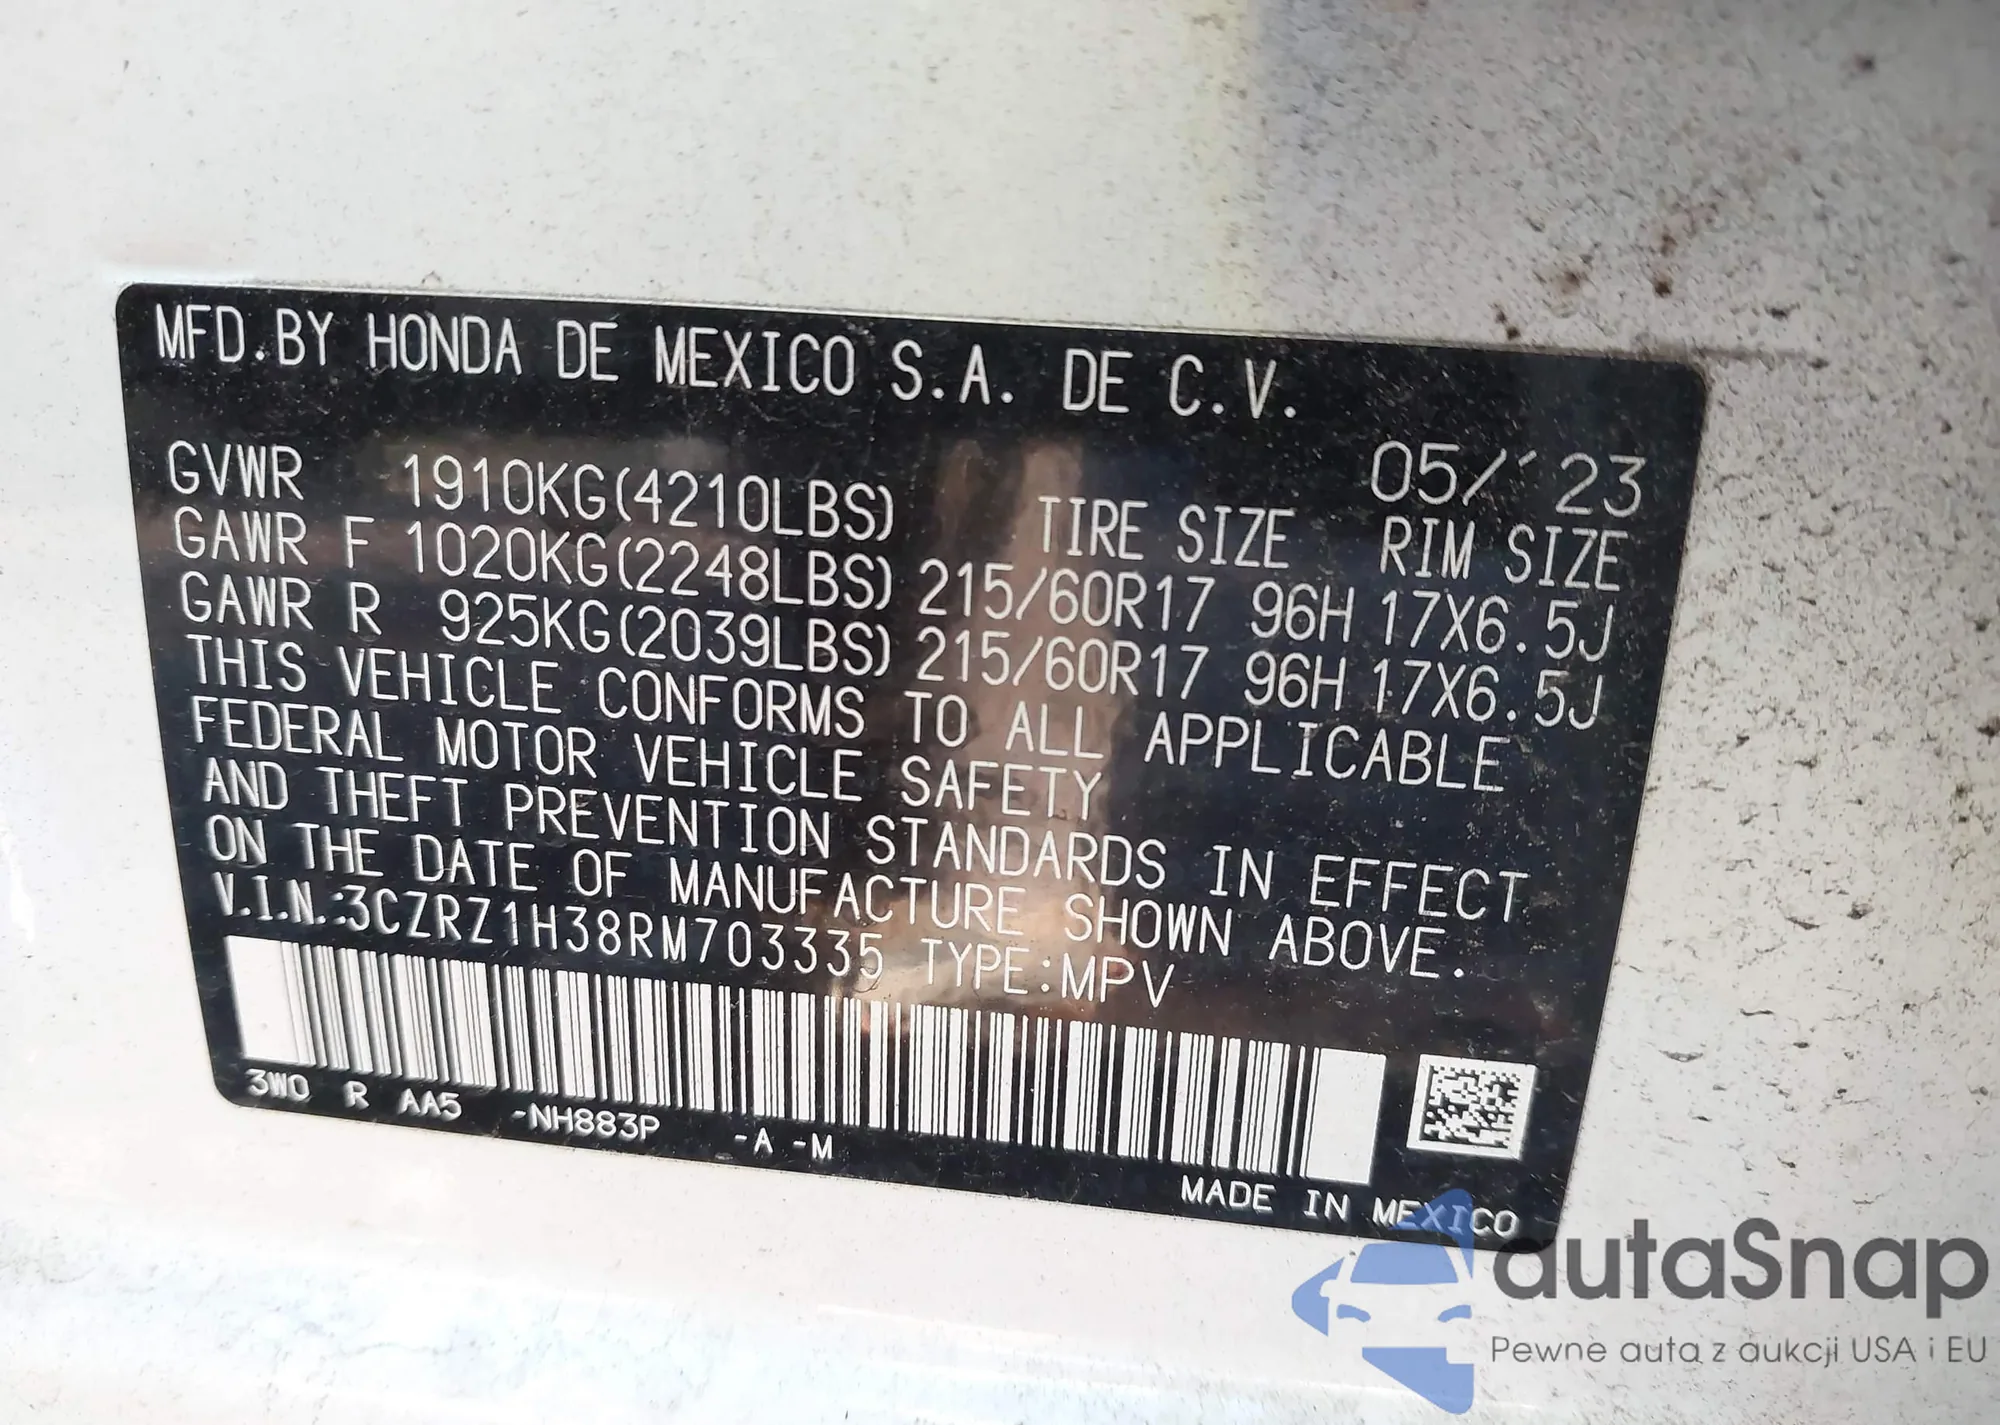 MFD.BY HONDA DE MEXICO S.A. DE C.V.
05/´23
GVWR 1910KG(4210LBS) TIRE SIZE RIM SIZE
GAWR F 1020KG(2248LBS) 215/60R17 96H 17X6.5J
GAWR R 925KG(2039LBS) 215/60R17 96H 17X6.5J
THIS VEHICLE CONFORMS TO ALL APPLICABLE
FEDERAL MOTOR VEHICLE SAFETY
AND THEFT PREVENTION STANDARDS IN EFFECT
ON THE DATE OF MANUFACTURE SHOWN ABOVE.
V.I.N.:3CZRZ1H38RM703335 TYPE:MPV
3W0 R AA5 -NH883P -A -M
MADE IN MEXICO
autaSnap
Pewne auta z aukcji USA i EU